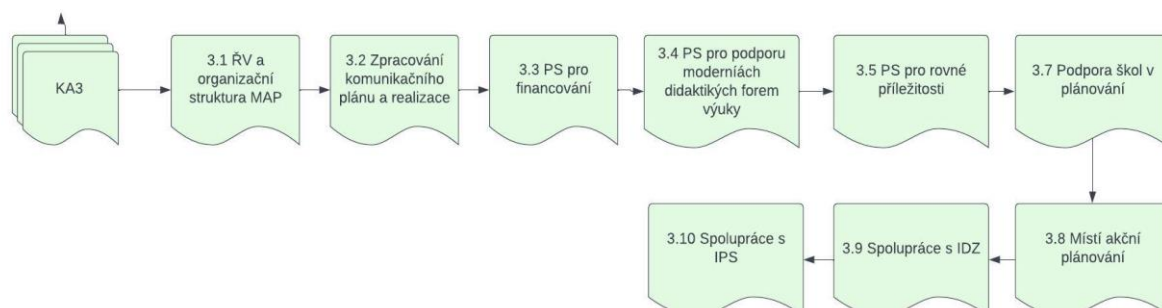 KA3
3.1 ŘV a
organizační
struktura MAP
3.2 Zpracování
komunikačního
plánu a realizace
3.3 PS pro
financování
3.4 PS pro podporu
moderniách
didaktikých forem
výuky
3.5 PS pro rovné
příležitosti
3.7 Podpora škol v
plánování
3.8 Místí akční
plánování
3.9 Spolupráce s IDZ
3.10 Spolupráce s
IPS